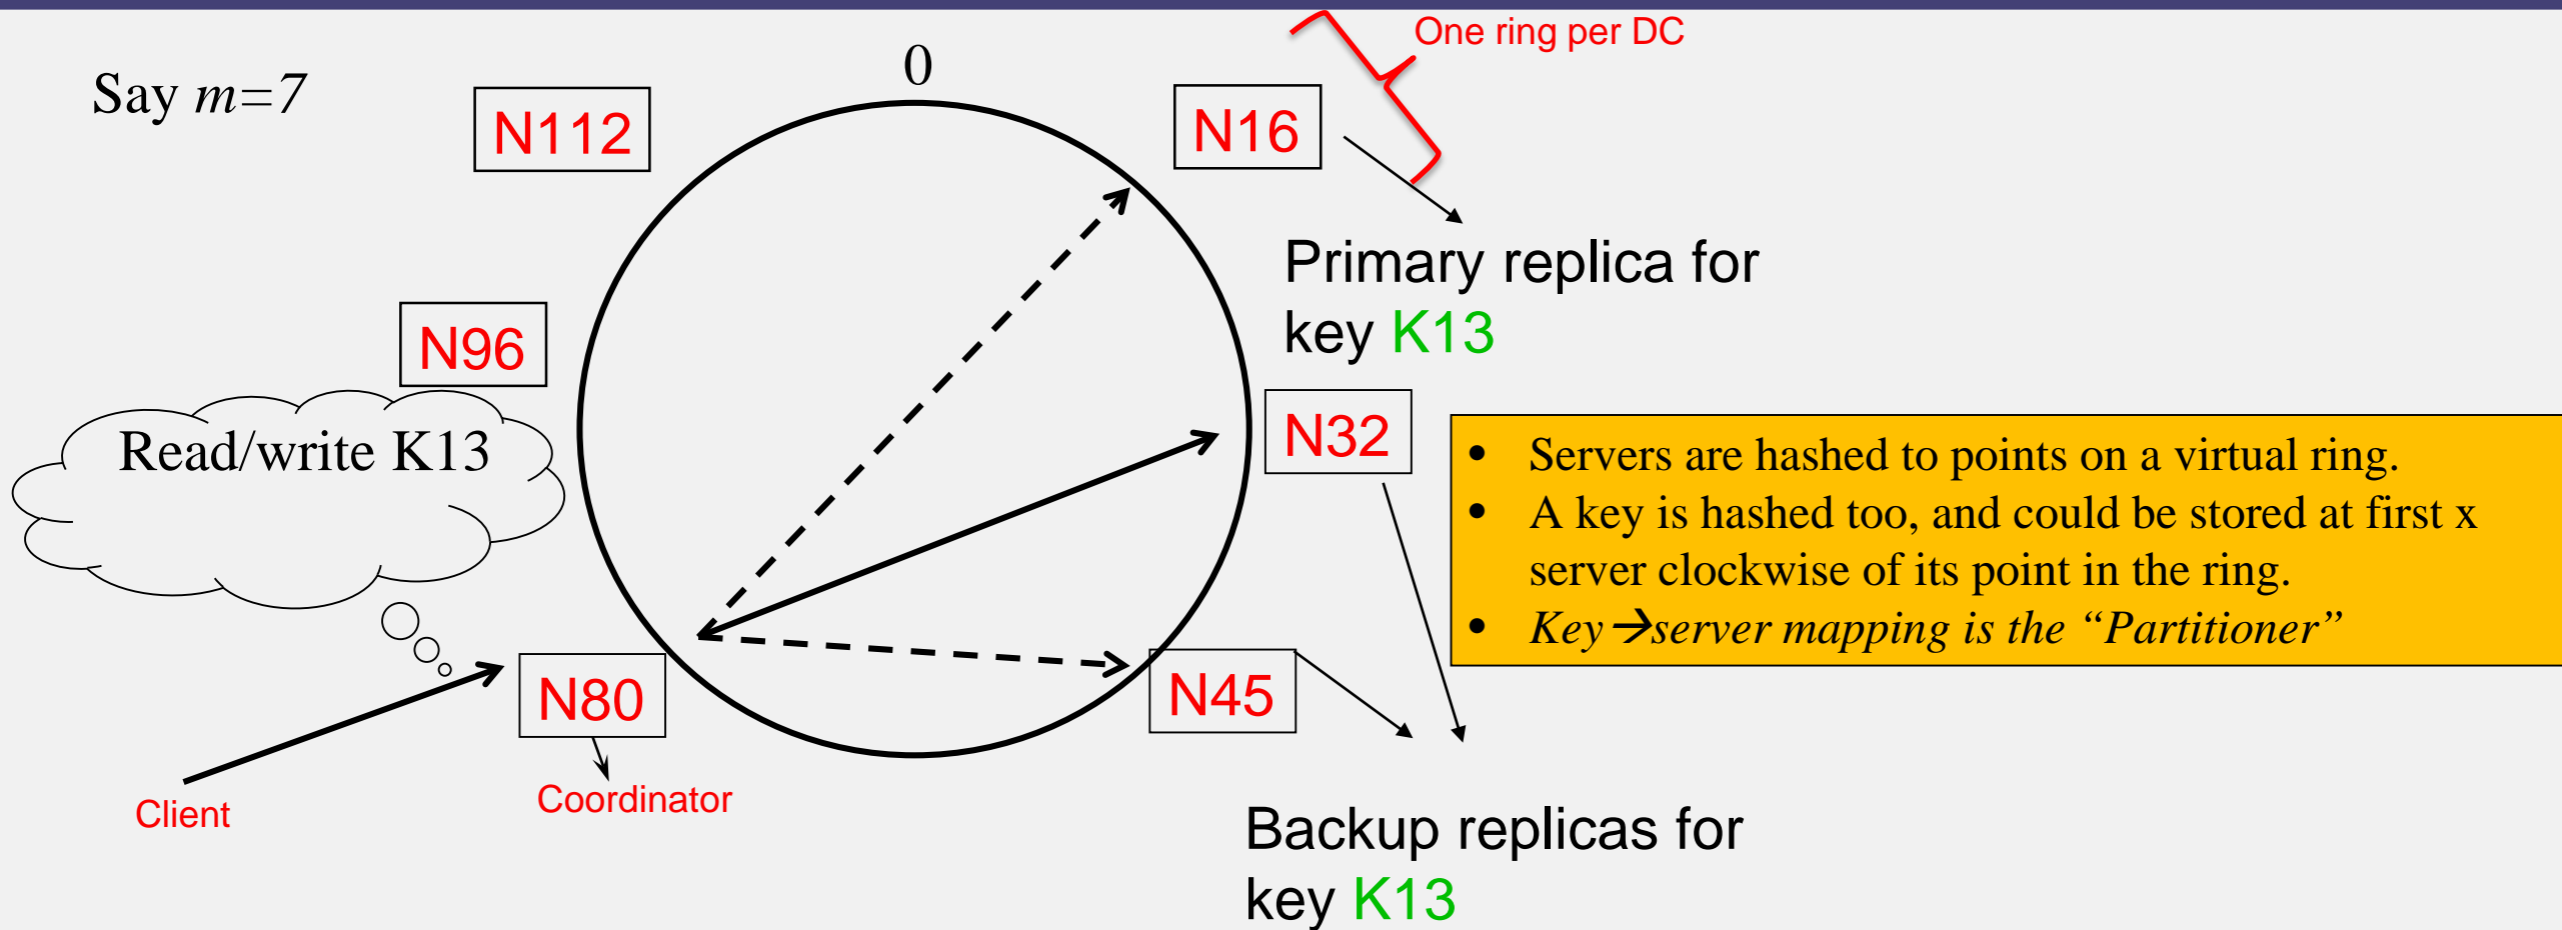 One ring per DC
0
Say m=7
N112
N16
Primary replica for
key K13
N96
N32
Read/write K13
• Servers are hashed to points on a virtual ring.
• A key is hashed too, and could be stored at first x
server clockwise of its point in the ring.
• Key→server mapping is the “Partitioner”
N80
N45
Client
Coordinator
Backup replicas for
key K13